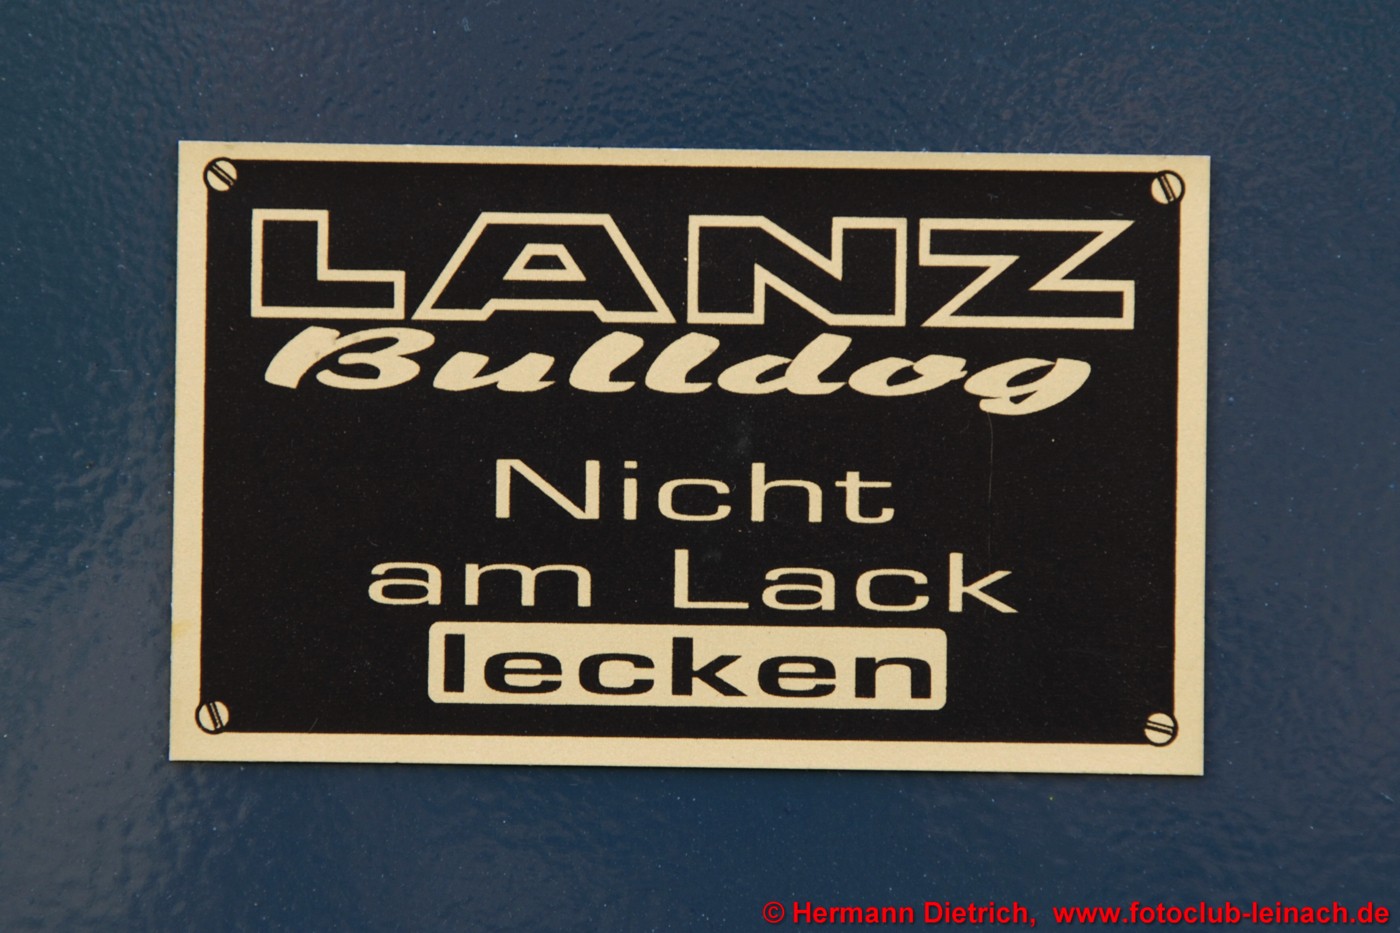 LANZ
Bulldog
Nicht
am Lack
lecken
© Hermann Dietrich, www.fotoclub-leinach.de